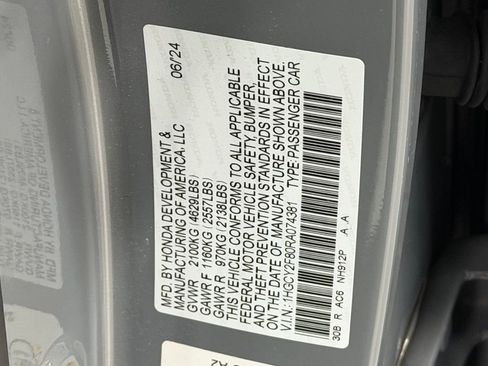 MFD. BY HONDA DEVELOPMENT &
MANUFACTURING OF AMERICA, LLC 06/24
GVWR 2100KG (4629LBS)
GAWR F 1160KG (2557LBS)
GAWR R 970KG (2138LBS)
THIS VEHICLE CONFORMS TO ALL APPLICABLE
FEDERAL MOTOR VEHICLE SAFETY, BUMPER,
AND THEFT PREVENTION STANDARDS IN EFFECT
ON THE DATE OF MANUFACTURE SHOWN ABOVE.
V.I.N.: 1HGCY2F80RA074381 TYPE:PASSENGER CAR
30B R AC6 NH912P A .A